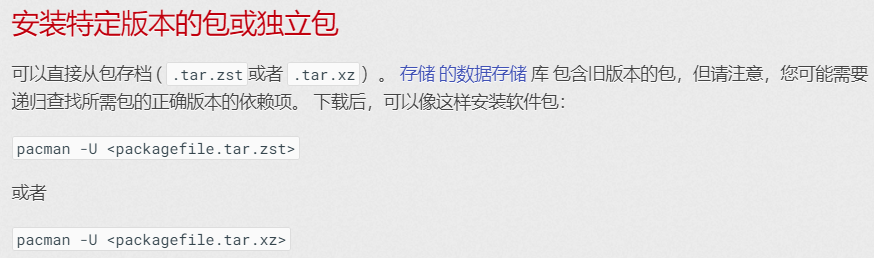 安装特定版本的包或独立包
可以直接从包存档 ( .tar.zst或者 .tar.xz) 。 存储 的数据存储 库 包含旧版本的包，但请注意，您可能需要
递归查找所需包的正确版本的依赖项。 下载后，可以像这样安装软件包：
pacman -U <packagefile.tar.zst>
或者
pacman -U <packagefile.tar.xz>